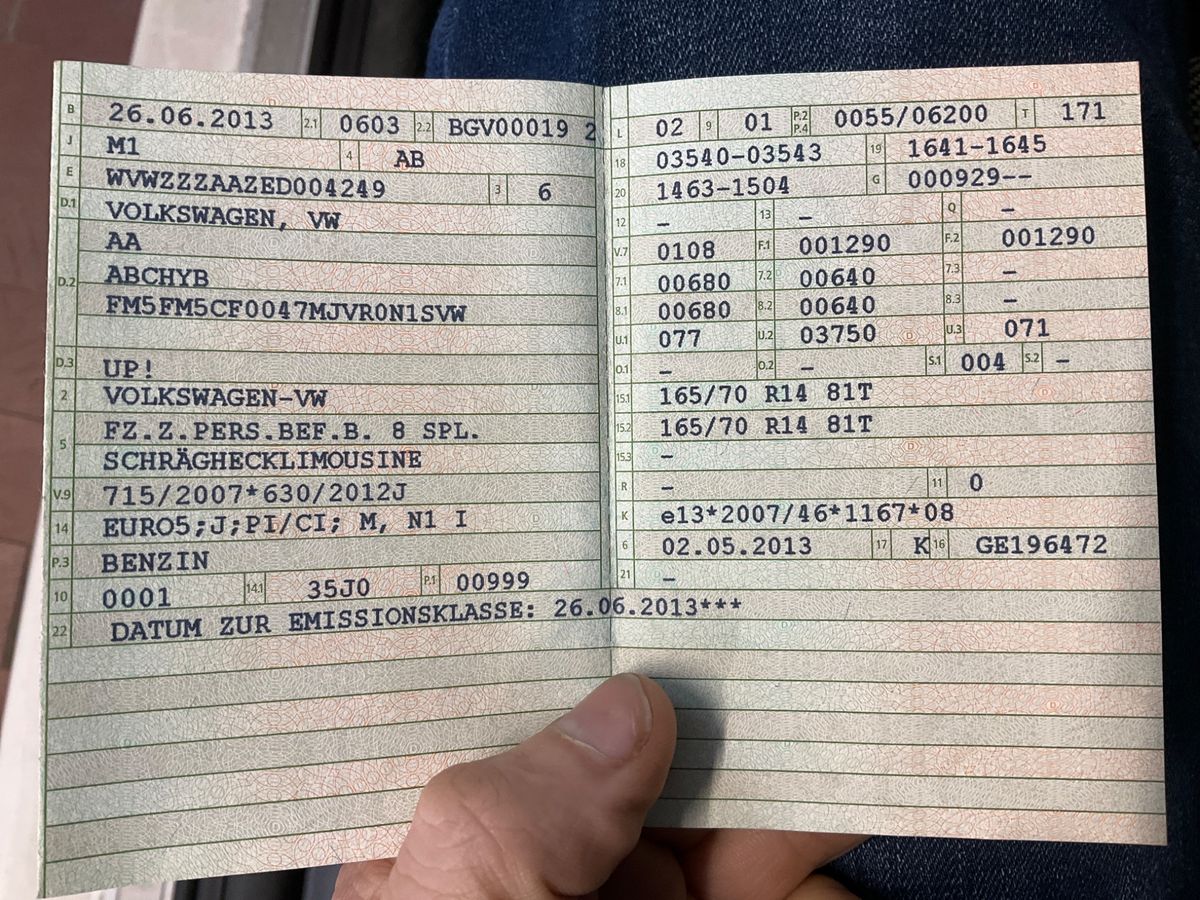 B 26.06.2013 2.1 0603 2.2 BGV00019 2
J M1 4 AB
E WVWZZZAAZED004249 3 6
D.1 VOLKSWAGEN, VW
AA
D.2 ABCHYB
FM5FM5CF0047MJVR0N1SVW
D.3 UP!
2 VOLKSWAGEN-VW
5 FZ.Z.PERS.BEF.B. 8 SPL.
SCHRÄGHECKLIMOUSINE
V.9 715/2007*630/2012J
14 EURO5;J;PI/CI; M, N1 I
P.3 BENZIN
10 0001 14.1 35J0 P.1 00999
22 DATUM ZUR EMISSIONSKLASSE: 26.06.2013***
L 02 9 01 P.2 P.4 0055/06200 T 171
18 03540-03543 19 1641-1645
20 1463-1504 G 000929--
12 - 13 - Q -
V.7 0108 F.1 001290 F.2 001290
7.1 00680 7.2 00640 7.3 -
8.1 00680 8.2 00640 8.3 -
U.1 077 U.2 03750 U.3 071
O.1 - O.2 - S.1 004 S.2 -
15.1 165/70 R14 81T
15.2 165/70 R14 81T
15.3 -
R - 11 0
K e13*2007/46*1167*08
6 02.05.2013 17 K 16 GE196472
21 -